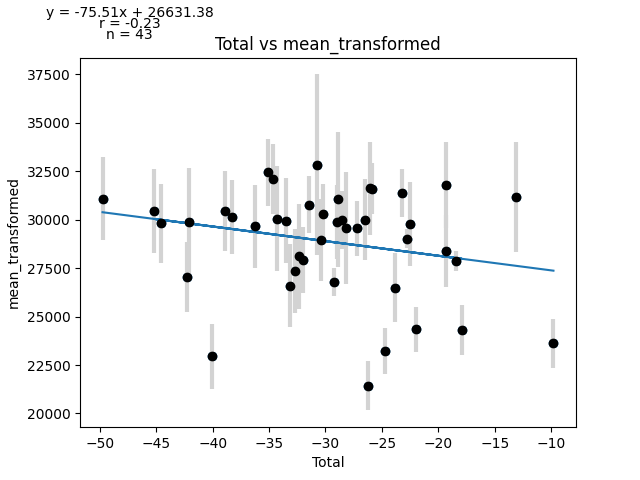 y = -75.51x + 26631.38
r = -0.23
n = 43
Total vs mean_transformed
37500
35000
32500
30000
27500
25000
22500
20000
mean_transformed
−50 −45 −40 −35 −30 −25 −20 −15 −10
Total